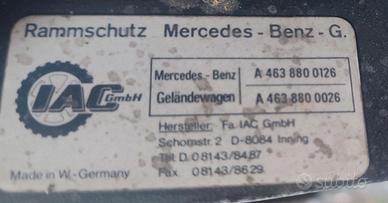 Rammschutz Mercedes - Benz - G.
IAC GmbH
Mercedes - Benz A 463 880 0126
Geländewagen A 463 880 0026
Hersteller: Fa. IAC GmbH
Schornstr. 2 D-8084 Inning
Tel. D. 08143/8487
Fax 08143/8629
Made in W.-Germany
subito